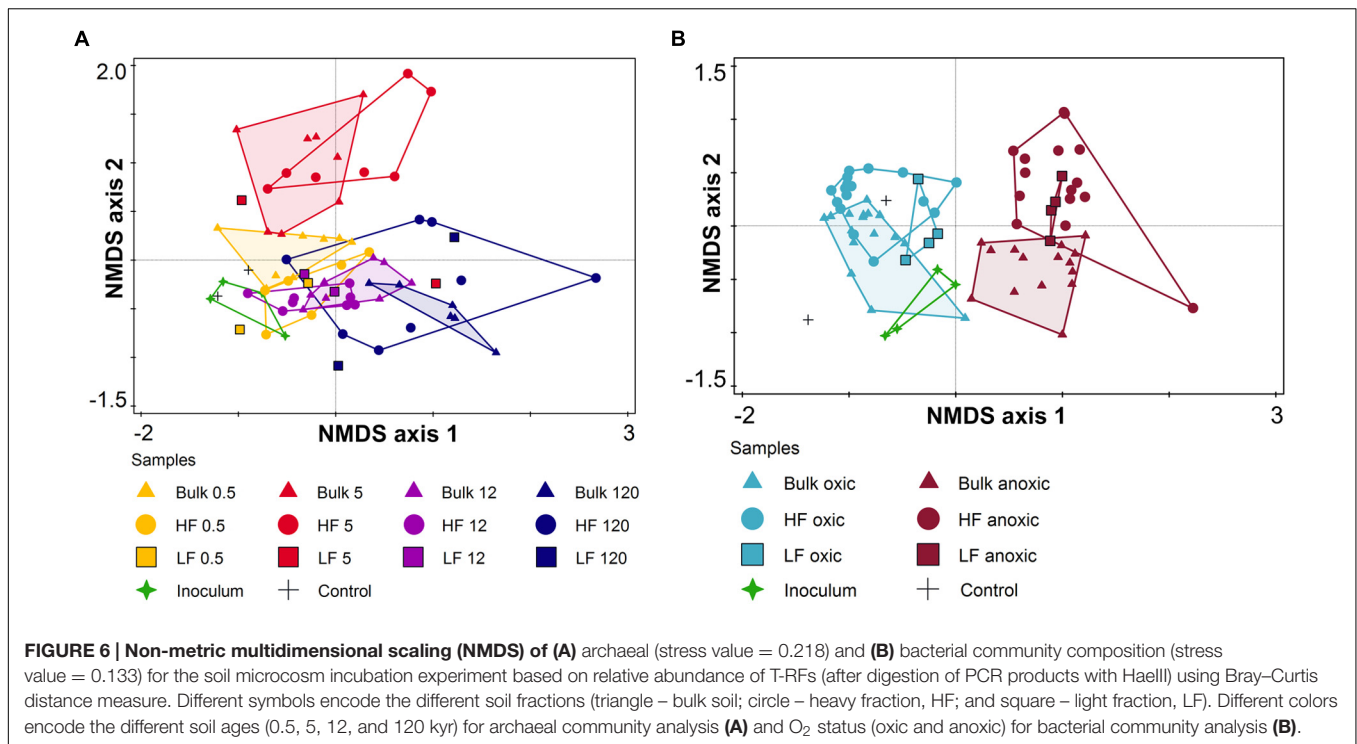 A
2.0
NMDS axis 2
-1.5
-2
NMDS axis 1
3
Samples
Bulk 0.5
Bulk 5
Bulk 12
Bulk 120
HF 0.5
HF 5
HF 12
HF 120
LF 0.5
LF 5
LF 12
LF 120
Inoculum
Control
B
1.5
NMDS axis 2
-1.5
-2
NMDS axis 1
3
Samples
Bulk oxic
Bulk anoxic
HF oxic
HF anoxic
LF oxic
LF anoxic
Inoculum
Control
FIGURE 6 | Non-metric multidimensional scaling (NMDS) of (A) archaeal (stress value = 0.218) and (B) bacterial community composition (stress
value = 0.133) for the soil microcosm incubation experiment based on relative abundance of T-RFs (after digestion of PCR products with HaeIII) using Bray–Curtis
distance measure. Different symbols encode the different soil fractions (triangle – bulk soil; circle – heavy fraction, HF; and square – light fraction, LF). Different colors
encode the different soil ages (0.5, 5, 12, and 120 kyr) for archaeal community analysis (A) and O₂ status (oxic and anoxic) for bacterial community analysis (B).